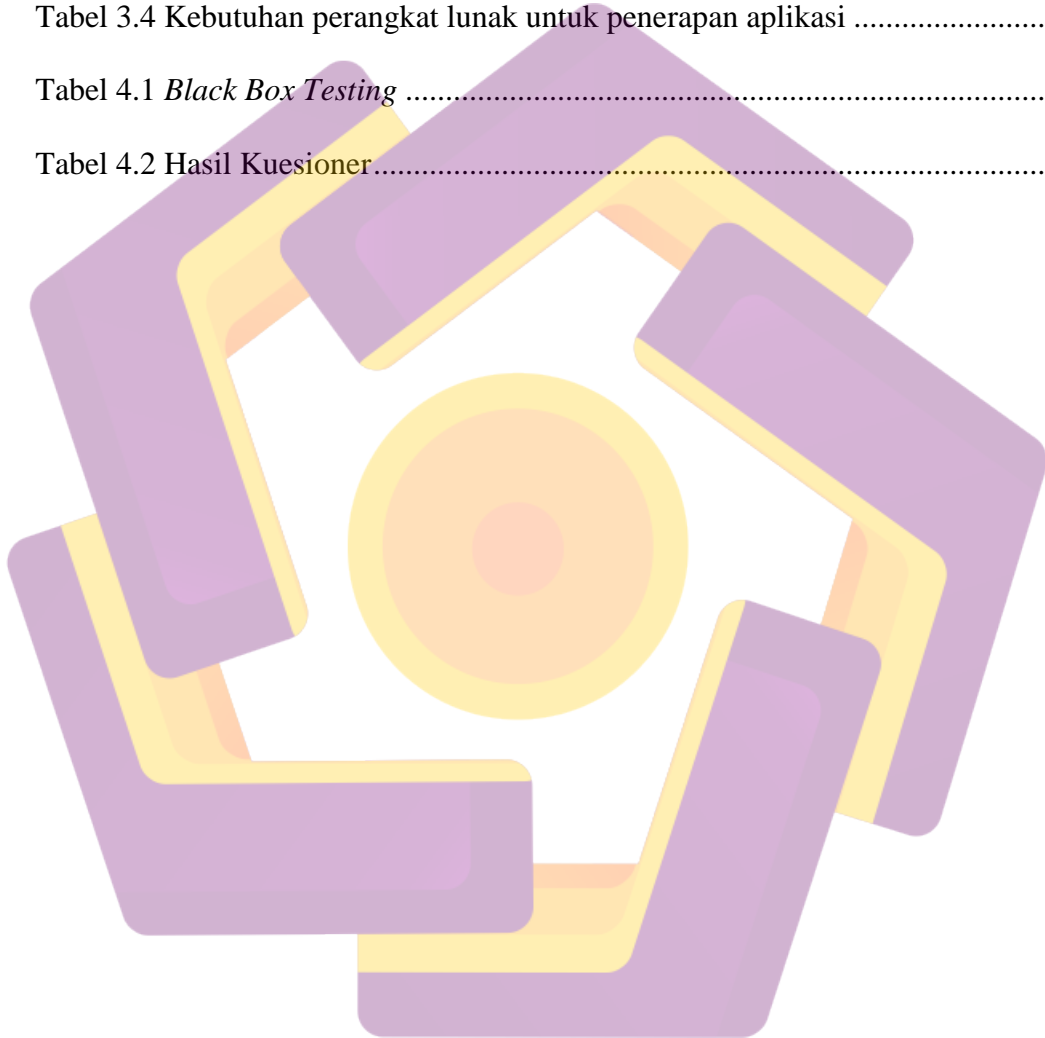 Tabel 3.4 Kebutuhan perangkat lunak untuk penerapan aplikasi .......................
Tabel 4.1 Black Box Testing ................................................................................
Tabel 4.2 Hasil Kuesioner....................................................................................